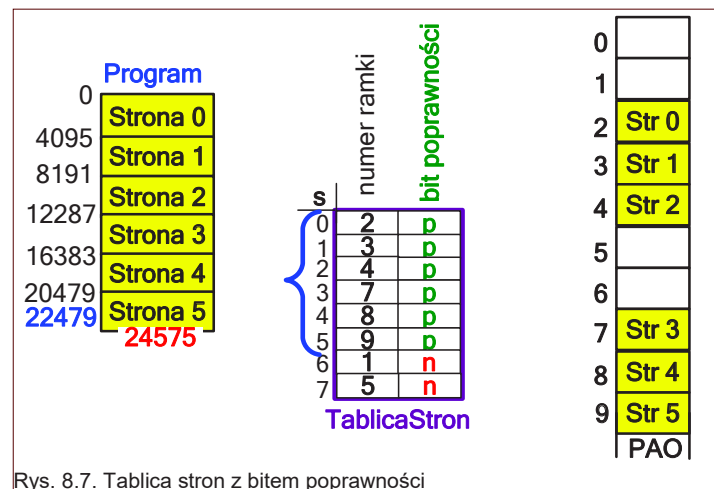 Program
0
Strona 0
4095
Strona 1
8191
Strona 2
12287
Strona 3
16383
Strona 4
20479
22479
Strona 5
24575
numer ramki
bit poprawności
s
0 2 p
1 3 p
2 4 p
3 7 p
4 8 p
5 9 p
6 1 n
7 5 n
TablicaStron
0
1
2 Str 0
3 Str 1
4 Str 2
5
6
7 Str 3
8 Str 4
9 Str 5
PAO
Rys. 8.7. Tablica stron z bitem poprawności